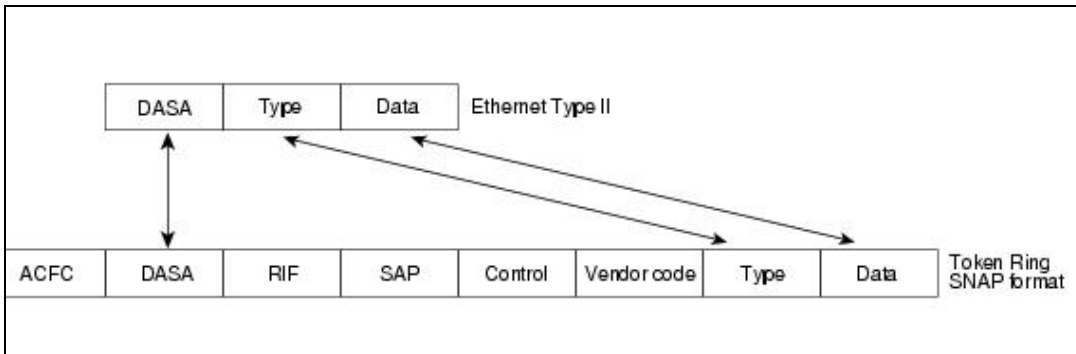 DASA Type Data Ethernet Type II
ACFC DASA RIF SAP Control Vendor code Type Data Token Ring
SNAP format